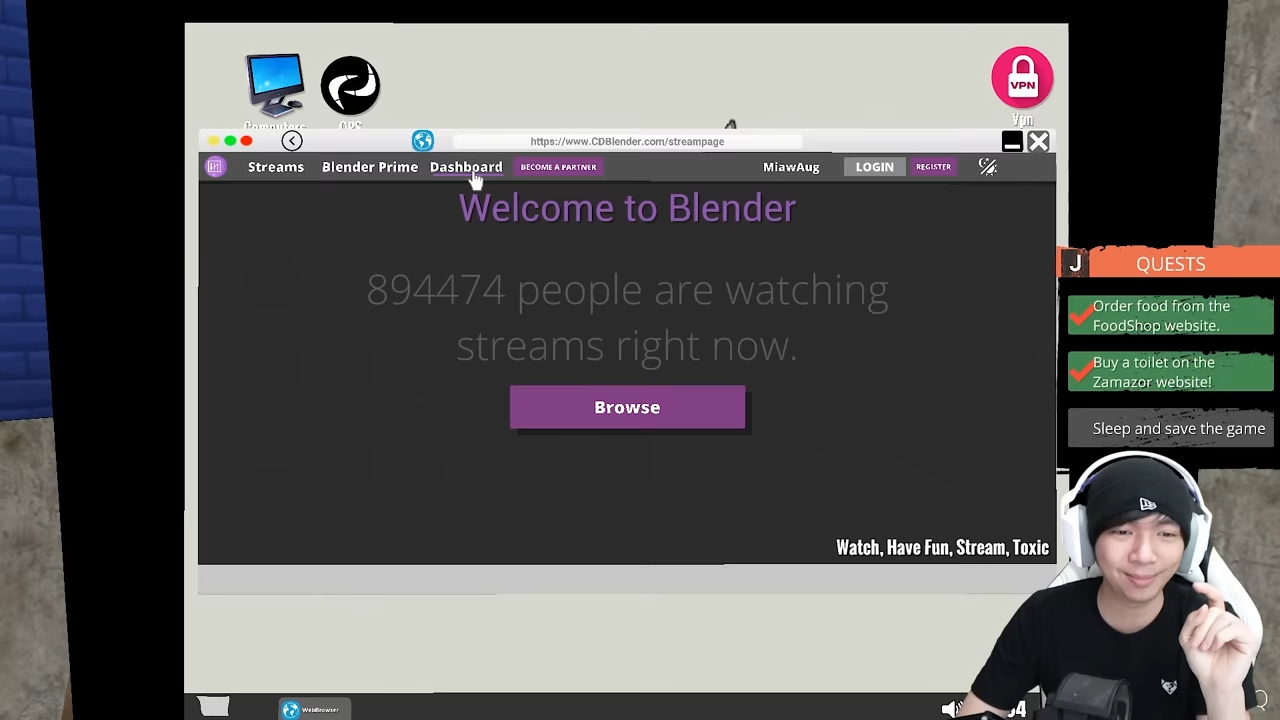 VPN
Vpn
https://www.CDBlender.com/streampage
Streams Blender Prime Dashboard BECOME A PARTNER MiawAug LOGIN REGISTER
Welcome to Blender
894474 people are watching
streams right now.
Browse
Watch, Have Fun, Stream, Toxic
J QUESTS
Order food from the
FoodShop website.
Buy a toilet on the
Zamazor website!
Sleep and save the game
WebBrowser